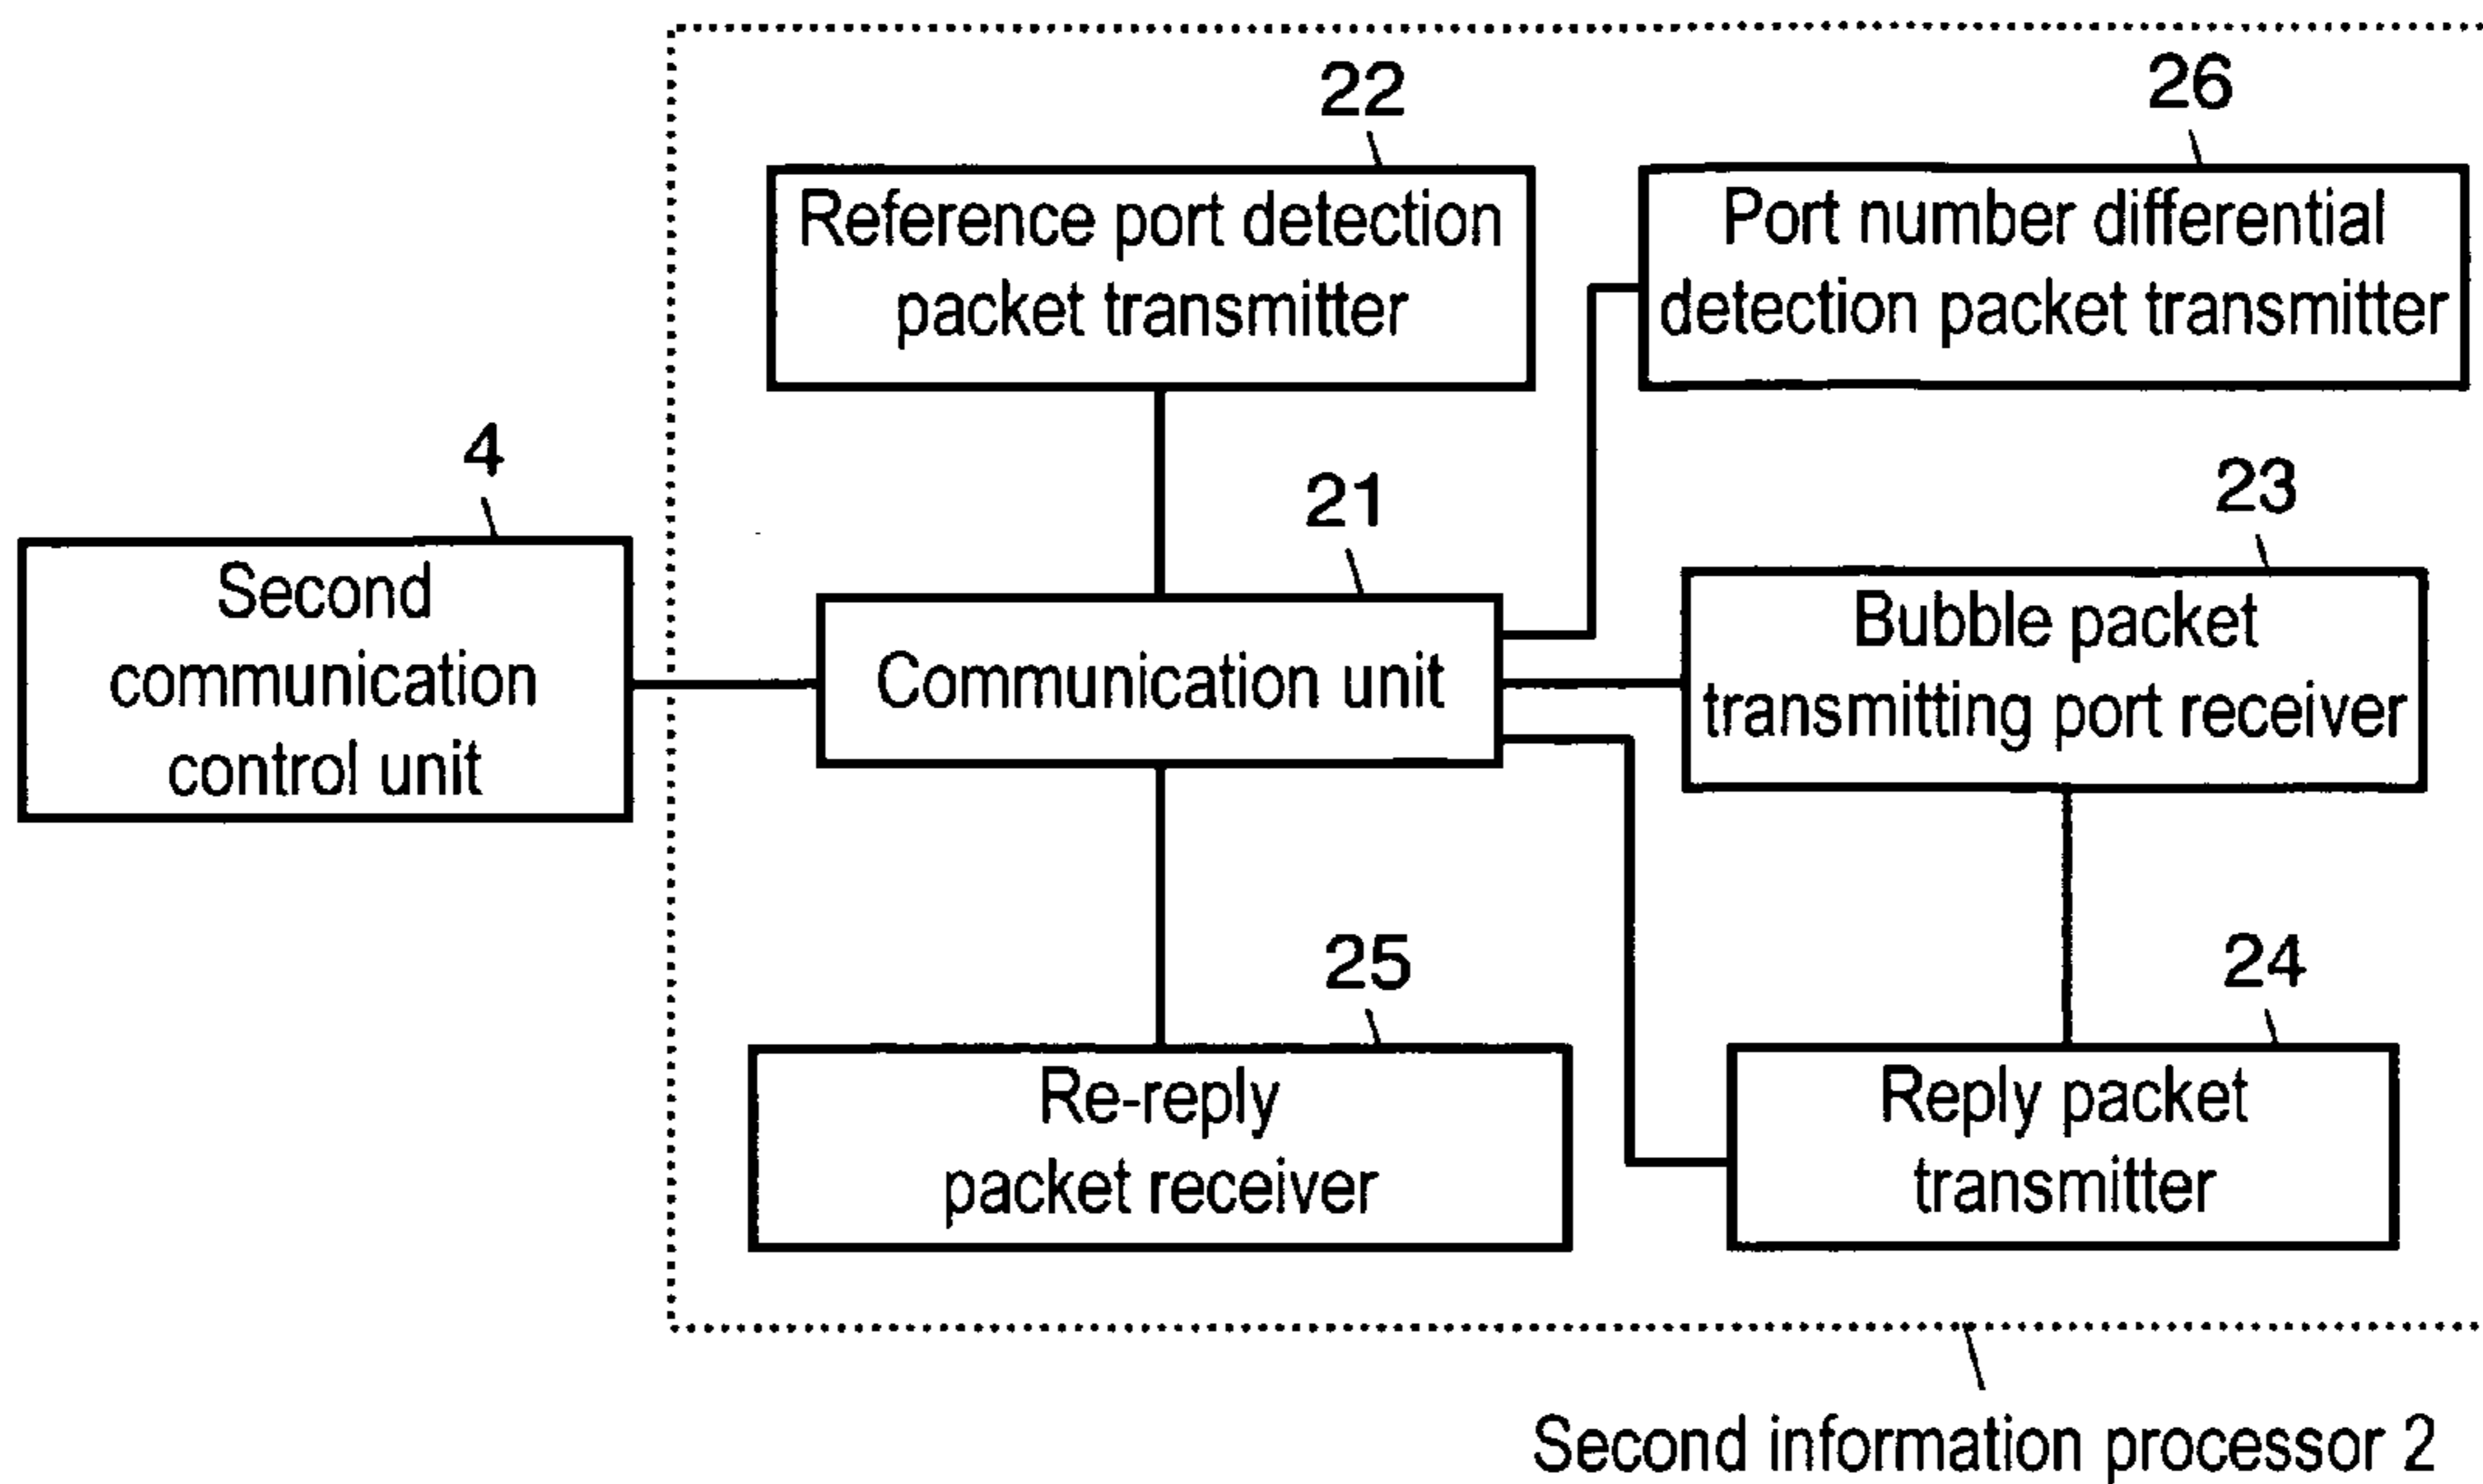 22
26
Reference port detection
packet transmitter
Port number differential
detection packet transmitter
4
21
23
Second
communication
control unit
Communication unit
Bubble packet
transmitting port receiver
25
24
Re-reply
packet receiver
Reply packet
transmitter
Second information processor 2